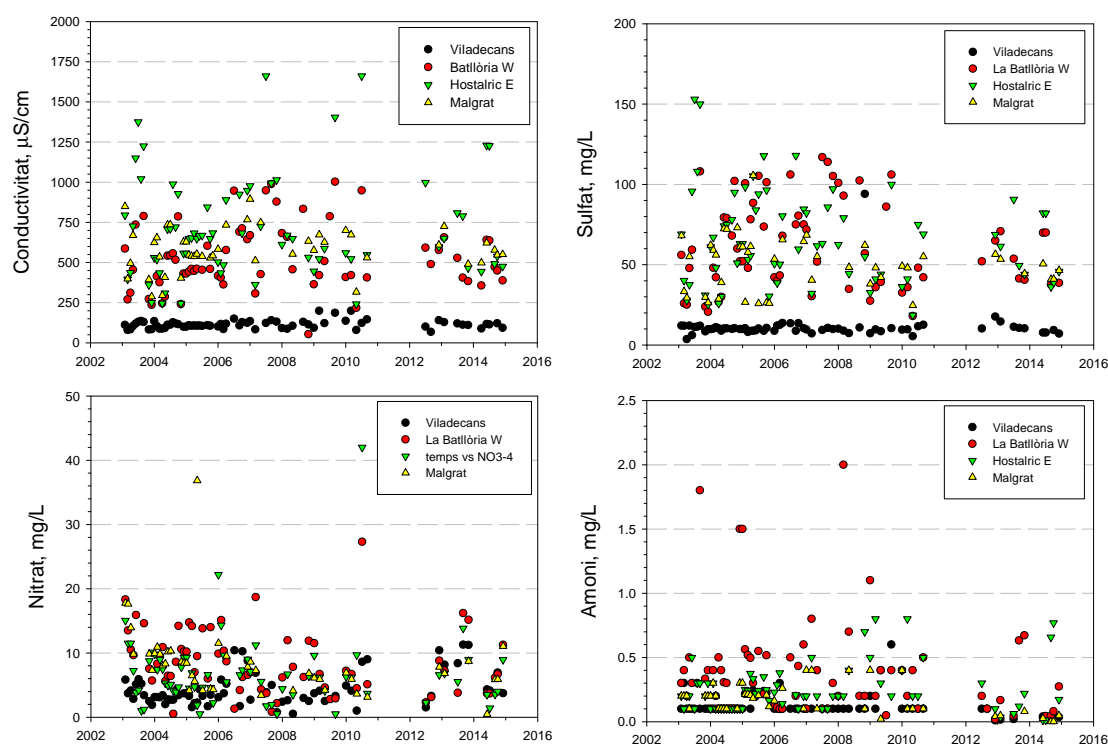 Conductivitat, µS/cm
2000
1750
1500
1250
1000
750
500
250
0
2002 2004 2006 2008 2010 2012 2014 2016
Viladecans
Batllòria W
Hostalric E
Malgrat
Sulfat, mg/L
200
150
100
50
0
2002 2004 2006 2008 2010 2012 2014 2016
Viladecans
La Batllòria W
Hostalric E
Malgrat
Nitrat, mg/L
50
40
30
20
10
0
2002 2004 2006 2008 2010 2012 2014 2016
Viladecans
La Batllòria W
temps vs NO3-4
Malgrat
Amoni, mg/L
2.5
2.0
1.5
1.0
0.5
0.0
2002 2004 2006 2008 2010 2012 2014 2016
Viladecans
La Batllòria W
Hostalric E
Malgrat